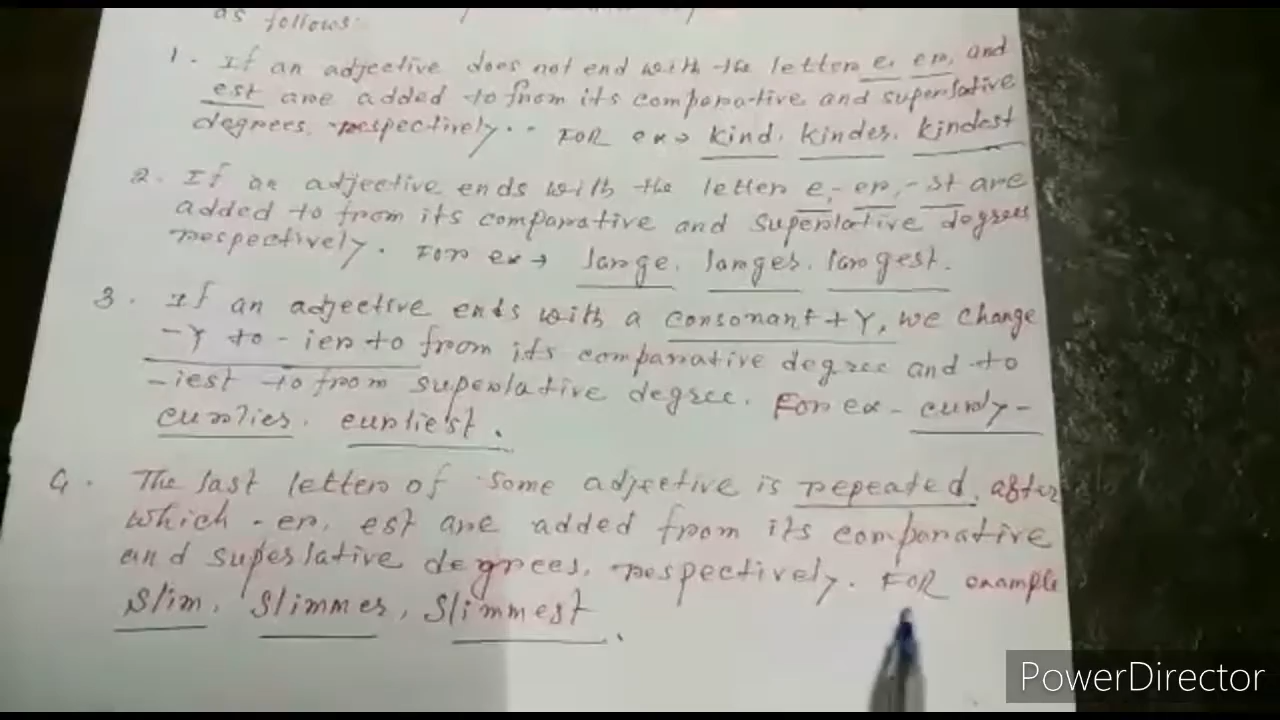 as follows:
1. If an adjective does not end with the letter e. er, and
est are added to from its comparative and superlative
degrees, respectively.. FOR ex→ kind. kinder. kindest
2. If an adjective ends with the letter e, -er, -st are
added to from its comparative and superlative degrees
respectively. For ex → large. larger. largest.
3. If an adjective ends with a consonant + Y, we change
-Y to -ier to from its comparative degree and to
-iest to from superlative degree. For ex - curly -
curlier. curliest.
4. The last letter of some adjective is repeated, after
which -er, est are added from its comparative
and superlative degrees, respectively. FOR example
slim, slimmer, slimmest.
PowerDirector